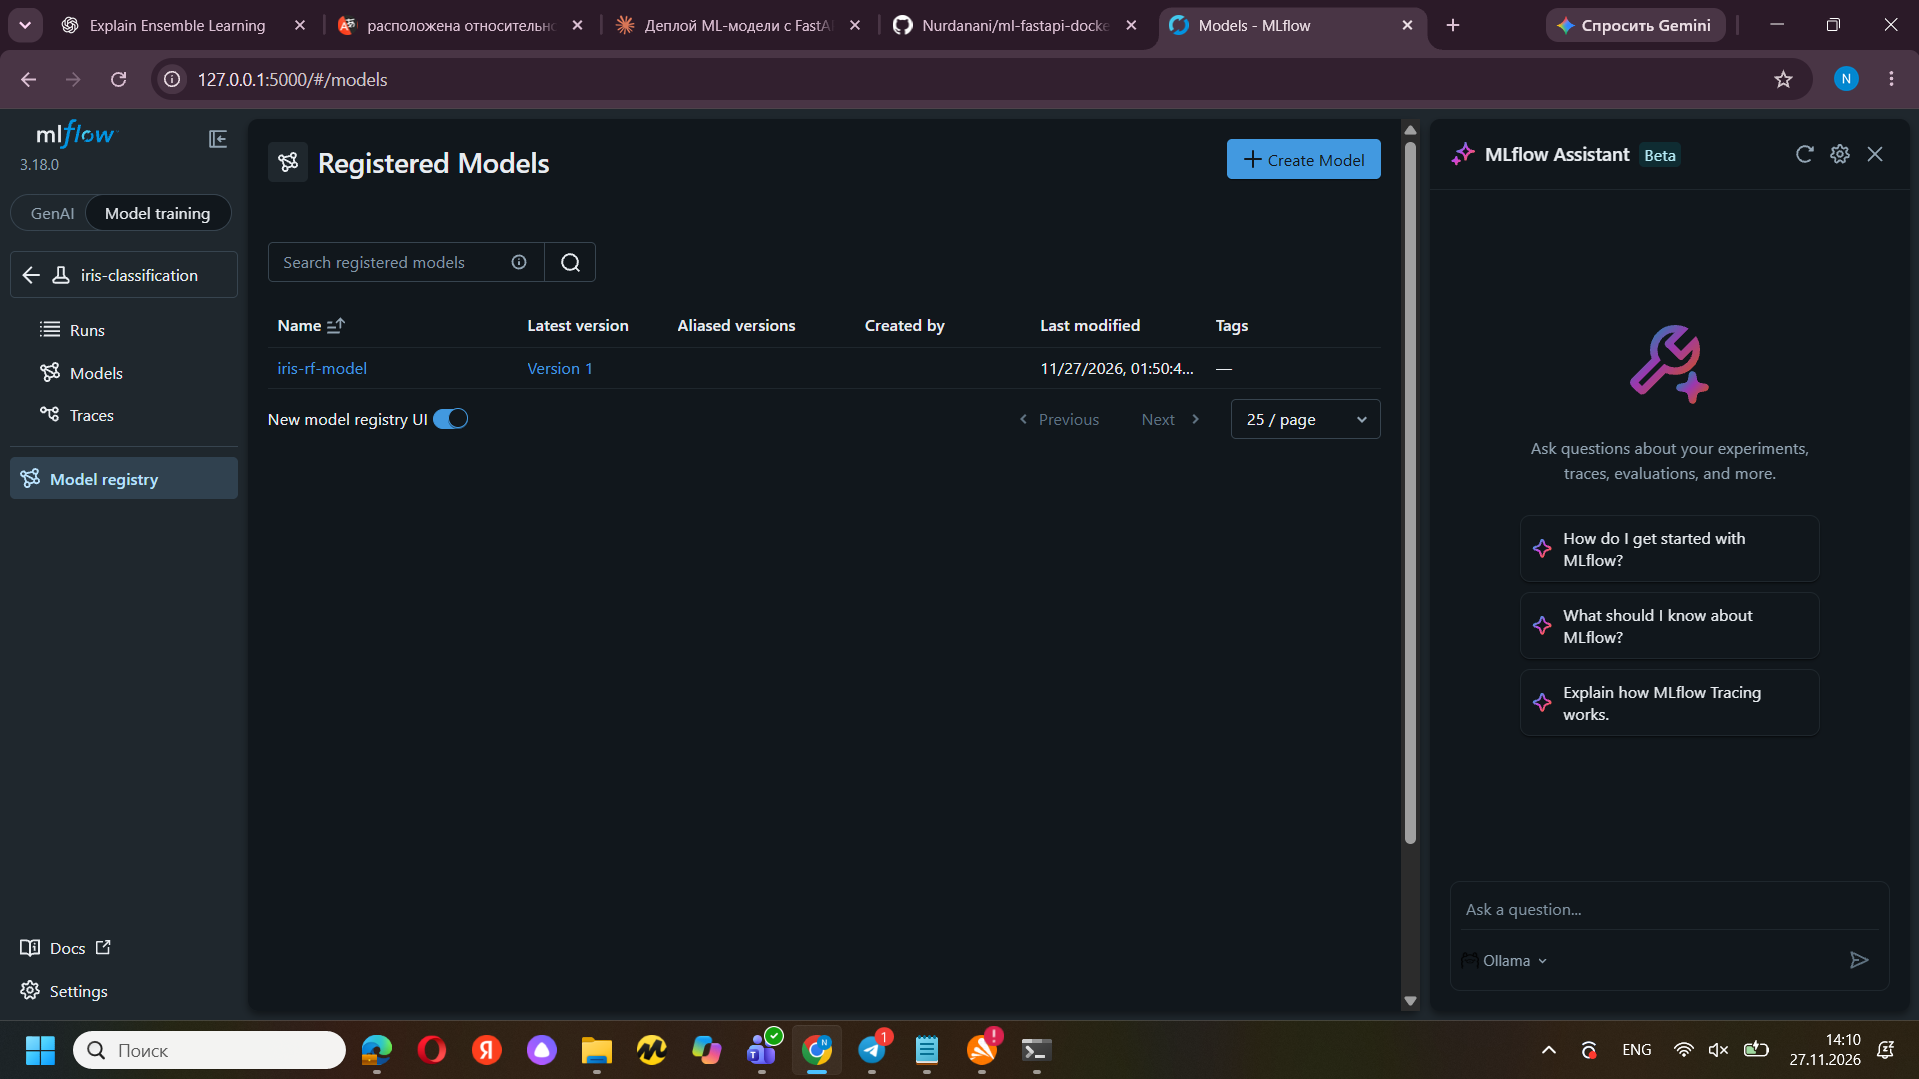 Explain Ensemble Learning
расположена относительно
Деплой ML-модели с FastA
Nurdanani/ml-fastapi-docke
Models - MLflow
Спросить Gemini
127.0.0.1:5000/#/models
N
mlflow
3.18.0
GenAI
Model training
iris-classification
Runs
Models
Traces
Model registry
Docs
Settings
Registered Models
Create Model
Search registered models
Name
Latest version
Aliased versions
Created by
Last modified
Tags
iris-rf-model
Version 1
11/27/2026, 01:50:4...
—
New model registry UI
Previous
Next
25 / page
MLflow Assistant
Beta
Ask questions about your experiments,
traces, evaluations, and more.
How do I get started with
MLflow?
What should I know about
MLflow?
Explain how MLflow Tracing
works.
Ask a question...
Ollama
Поиск
1
ENG
14:10
27.11.2026